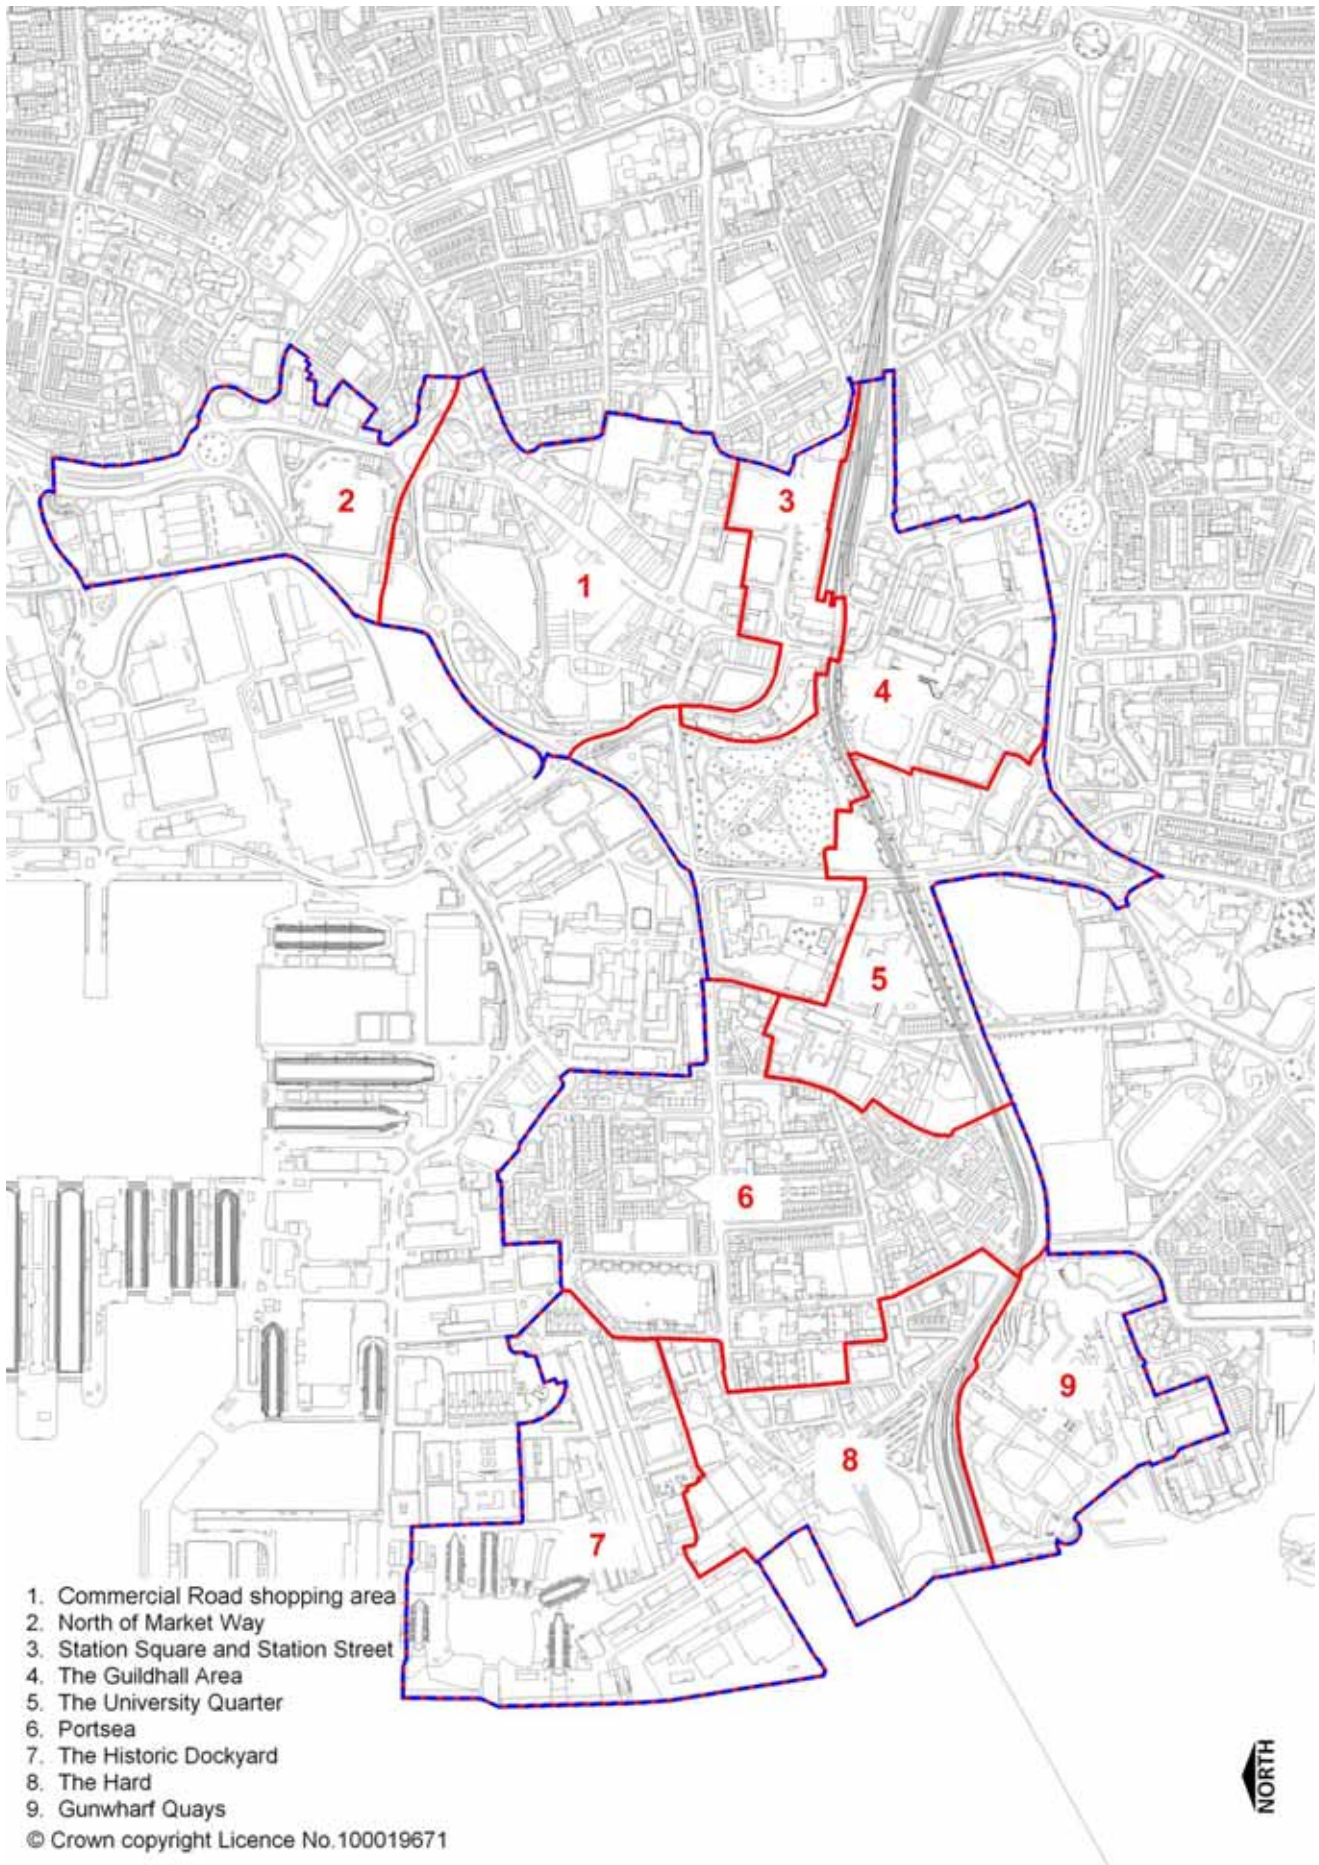 2
3
1
4
5
6
9
8
7
1. Commercial Road shopping area
2. North of Market Way
3. Station Square and Station Street
4. The Guildhall Area
5. The University Quarter
6. Portsea
7. The Historic Dockyard
8. The Hard
9. Gunwharf Quays
© Crown copyright Licence No.100019671
NORTH